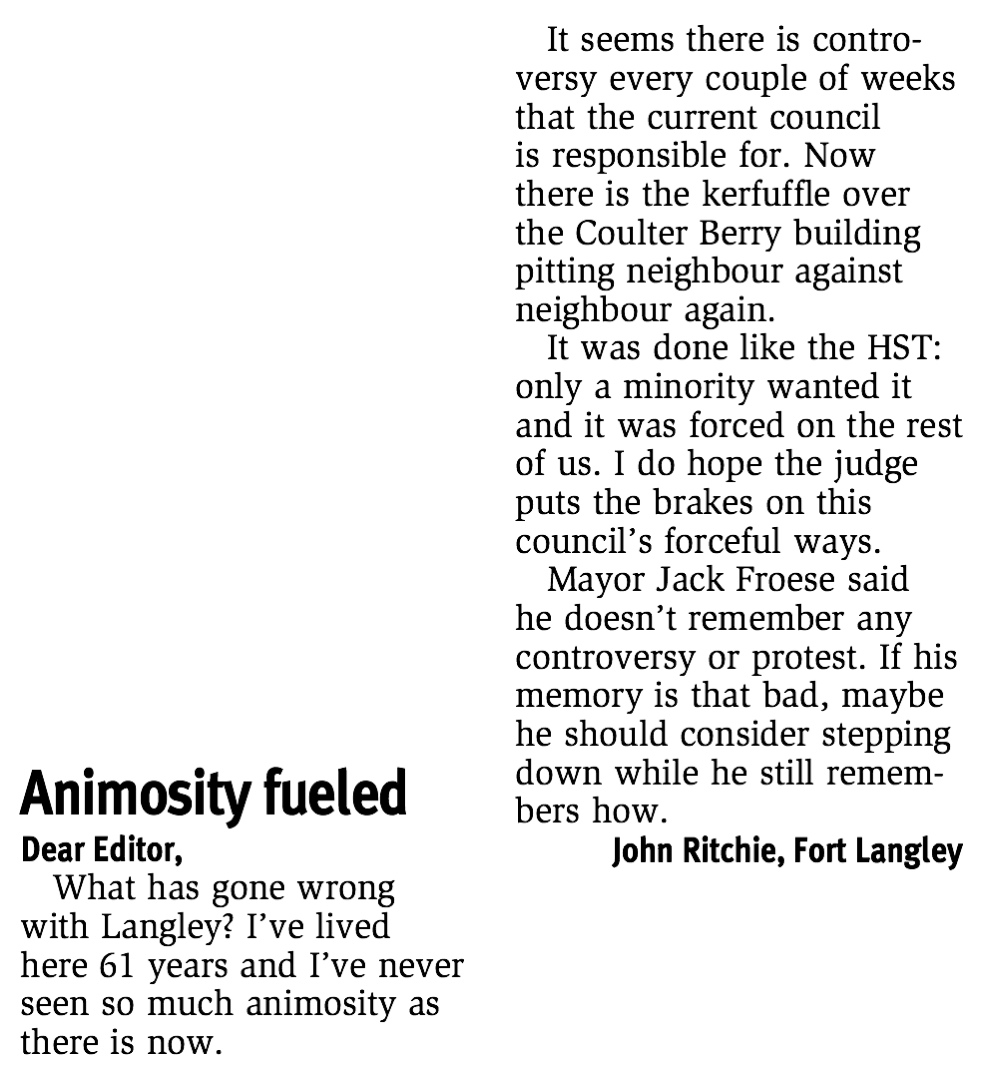 Animosity fueled
Dear Editor,
What has gone wrong
with Langley? I’ve lived
here 61 years and I’ve never
seen so much animosity as
there is now.
It seems there is contro-
versy every couple of weeks
that the current council
is responsible for. Now
there is the kerfuffle over
the Coulter Berry building
pitting neighbour against
neighbour again.
It was done like the HST:
only a minority wanted it
and it was forced on the rest
of us. I do hope the judge
puts the brakes on this
council’s forceful ways.
Mayor Jack Froese said
he doesn’t remember any
controversy or protest. If his
memory is that bad, maybe
he should consider stepping
down while he still remem-
bers how.
John Ritchie, Fort Langley